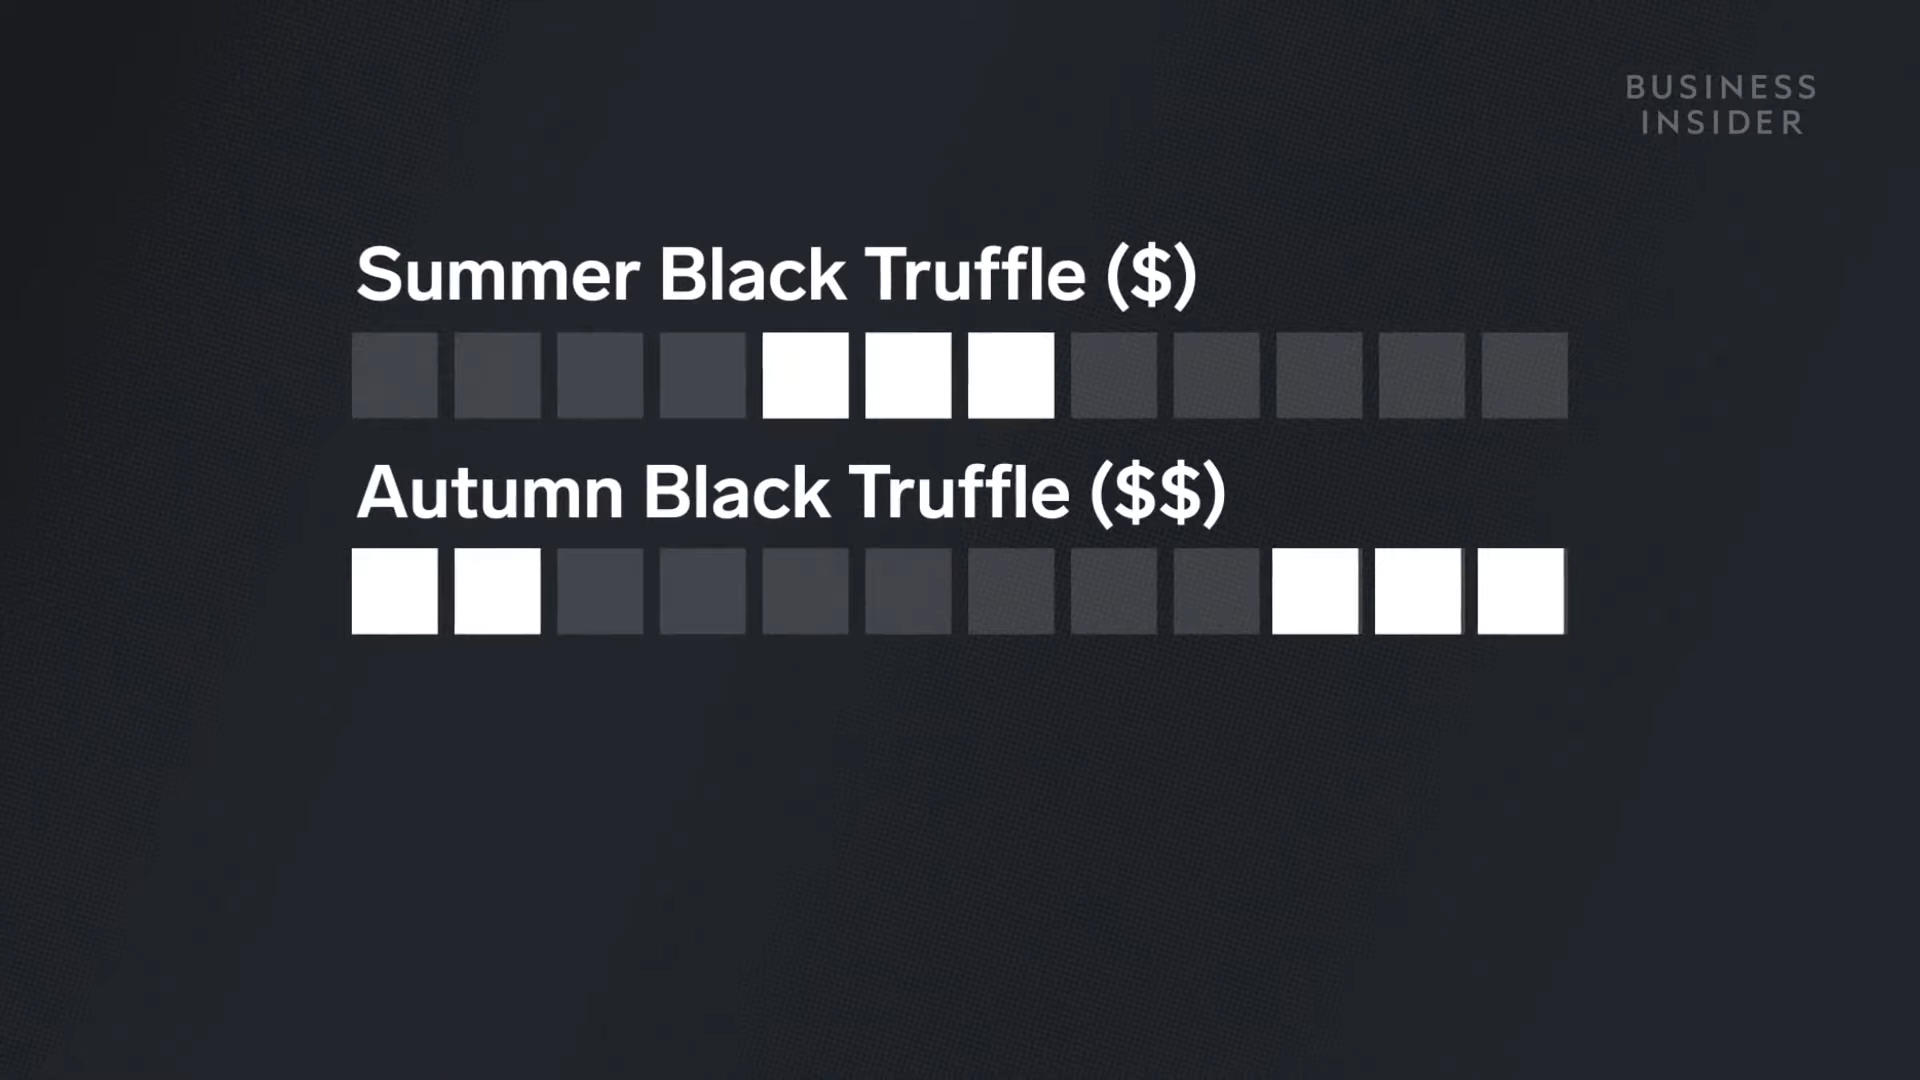 BUSINESS
INSIDER
Summer Black Truffle ($)
Autumn Black Truffle ($$)